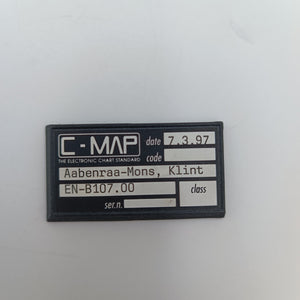 C-MAP date 7.3.97
THE ELECTRONIC CHART STANDARD code
Aabenraa-Mons, Klint
EN-B107.00 class
ser.n.